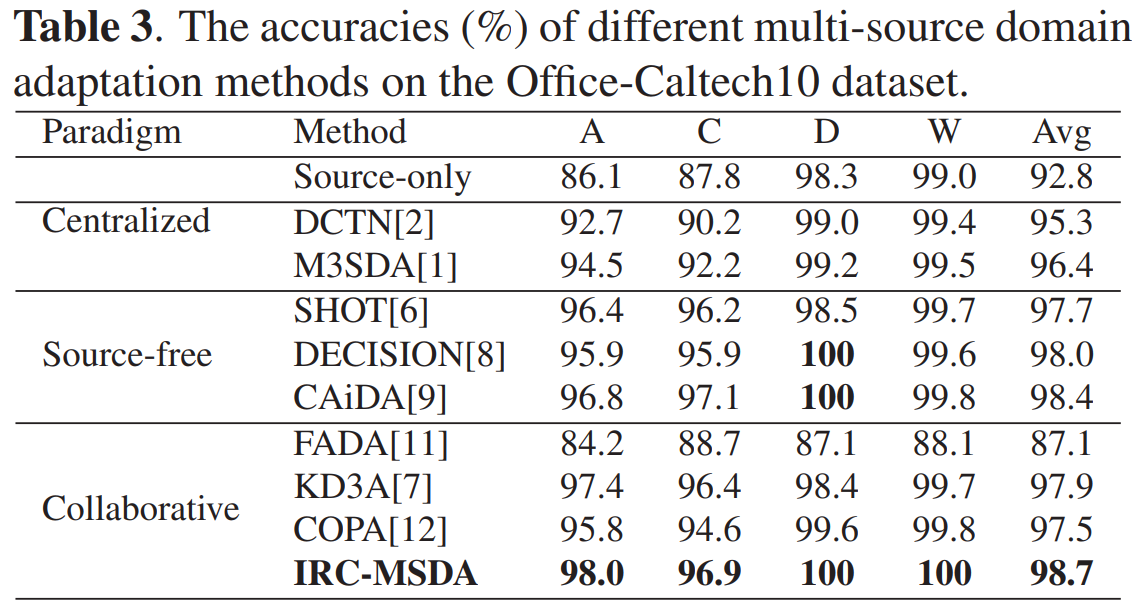 Table 3. The accuracies (%) of different multi-source domain
adaptation methods on the Office-Caltech10 dataset.
Paradigm Method A C D W Avg
Source-only 86.1 87.8 98.3 99.0 92.8
Centralized DCTN[2] 92.7 90.2 99.0 99.4 95.3
M3SDA[1] 94.5 92.2 99.2 99.5 96.4
SHOT[6] 96.4 96.2 98.5 99.7 97.7
Source-free DECISION[8] 95.9 95.9 100 99.6 98.0
CAiDA[9] 96.8 97.1 100 99.8 98.4
FADA[11] 84.2 88.7 87.1 88.1 87.1
KD3A[7] 97.4 96.4 98.4 99.7 97.9
Collaborative COPA[12] 95.8 94.6 99.6 99.8 97.5
IRC-MSDA 98.0 96.9 100 100 98.7